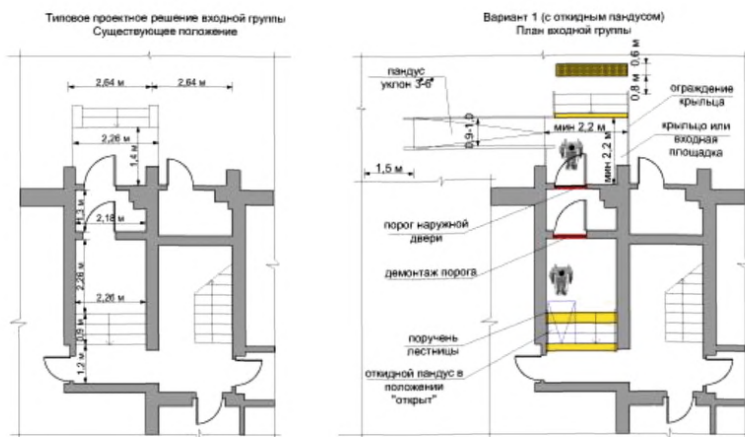 Типовое проектное решение входной группы
Существующее положение
2,64 м
2,64 м
2,26 м
1,4 м
1,3 м
2,18 м
2,26 м
2,26 м
0,9 м
1,2 м
Вариант 1 (с откидным пандусом)
План входной группы
0,6 м
0,8 м
пандус
уклон 3-6°
ограждение
крыльца
0,9-1,0
мин 2,2 м
мин 2,2 м
крыльцо или
входная
площадка
1,5 м
порог наружной
двери
демонтаж порога
поручень
лестницы
откидной пандус в
положении
"открыт"